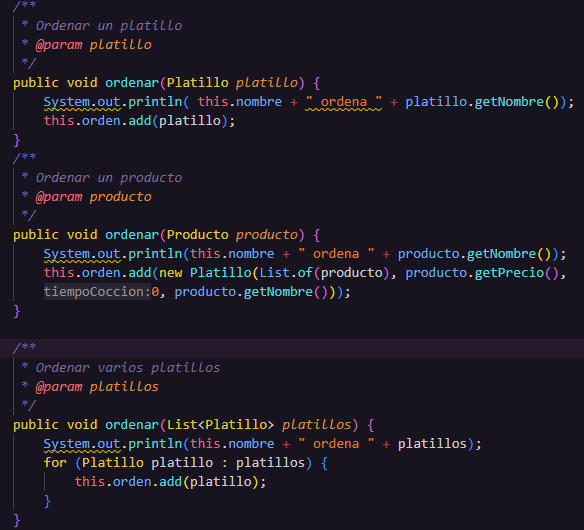 /**
 * Ordenar un platillo
 * @param platillo
 */
public void ordenar(Platillo platillo) {
    System.out.println( this.nombre + " ordena " + platillo.getNombre());
    this.orden.add(platillo);
}
/**
 * Ordenar un producto
 * @param producto
 */
public void ordenar(Producto producto) {
    System.out.println(this.nombre + " ordena " + producto.getNombre());
    this.orden.add(new Platillo(List.of(producto), producto.getPrecio(),
    tiempoCoccion:0, producto.getNombre()));
}

/**
 * Ordenar varios platillos
 * @param platillos
 */
public void ordenar(List<Platillo> platillos) {
    System.out.println(this.nombre + " ordena " + platillos);
    for (Platillo platillo : platillos) {
        this.orden.add(platillo);
    }
}